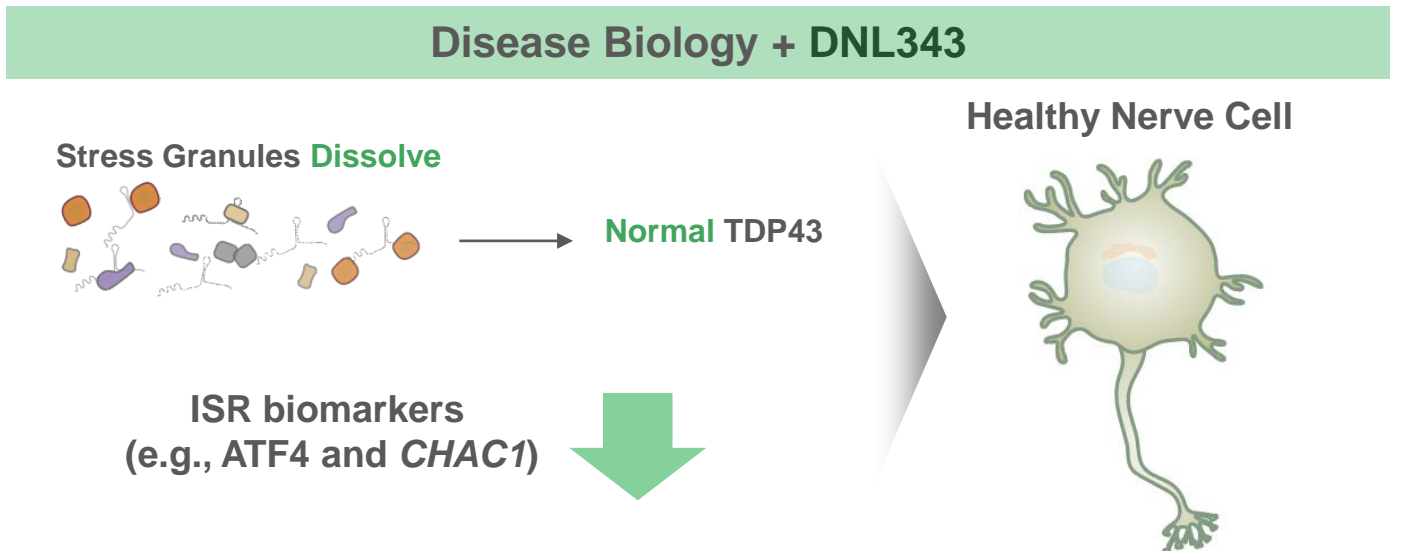 Disease Biology + DNL343
Healthy Nerve Cell
Stress Granules Dissolve
Normal TDP43
ISR biomarkers
(e.g., ATF4 and CHAC1)